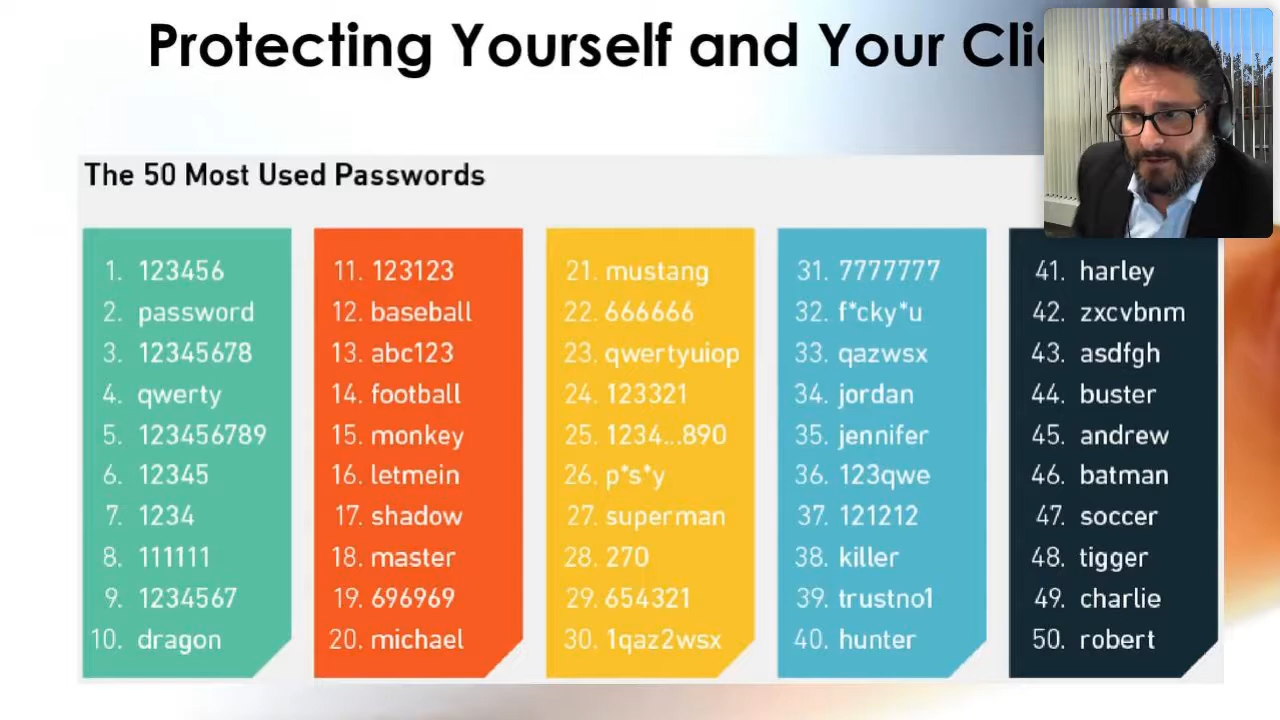 Protecting Yourself and Your
The 50 Most Used Passwords
1. 123456
2. password
3. 12345678
4. qwerty
5. 123456789
6. 12345
7. 1234
8. 111111
9. 1234567
10. dragon
11. 123123
12. baseball
13. abc123
14. football
15. monkey
16. letmein
17. shadow
18. master
19. 696969
20. michael
21. mustang
22. 666666
23. qwertyuiop
24. 123321
25. 1234...890
26. p*s*y
27. superman
28. 270
29. 654321
30. 1qaz2wsx
31. 7777777
32. f*cky*u
33. qazwsx
34. jordan
35. jennifer
36. 123qwe
37. 121212
38. killer
39. trustno1
40. hunter
41. harley
42. zxcvbnm
43. asdfgh
44. buster
45. andrew
46. batman
47. soccer
48. tigger
49. charlie
50. robert